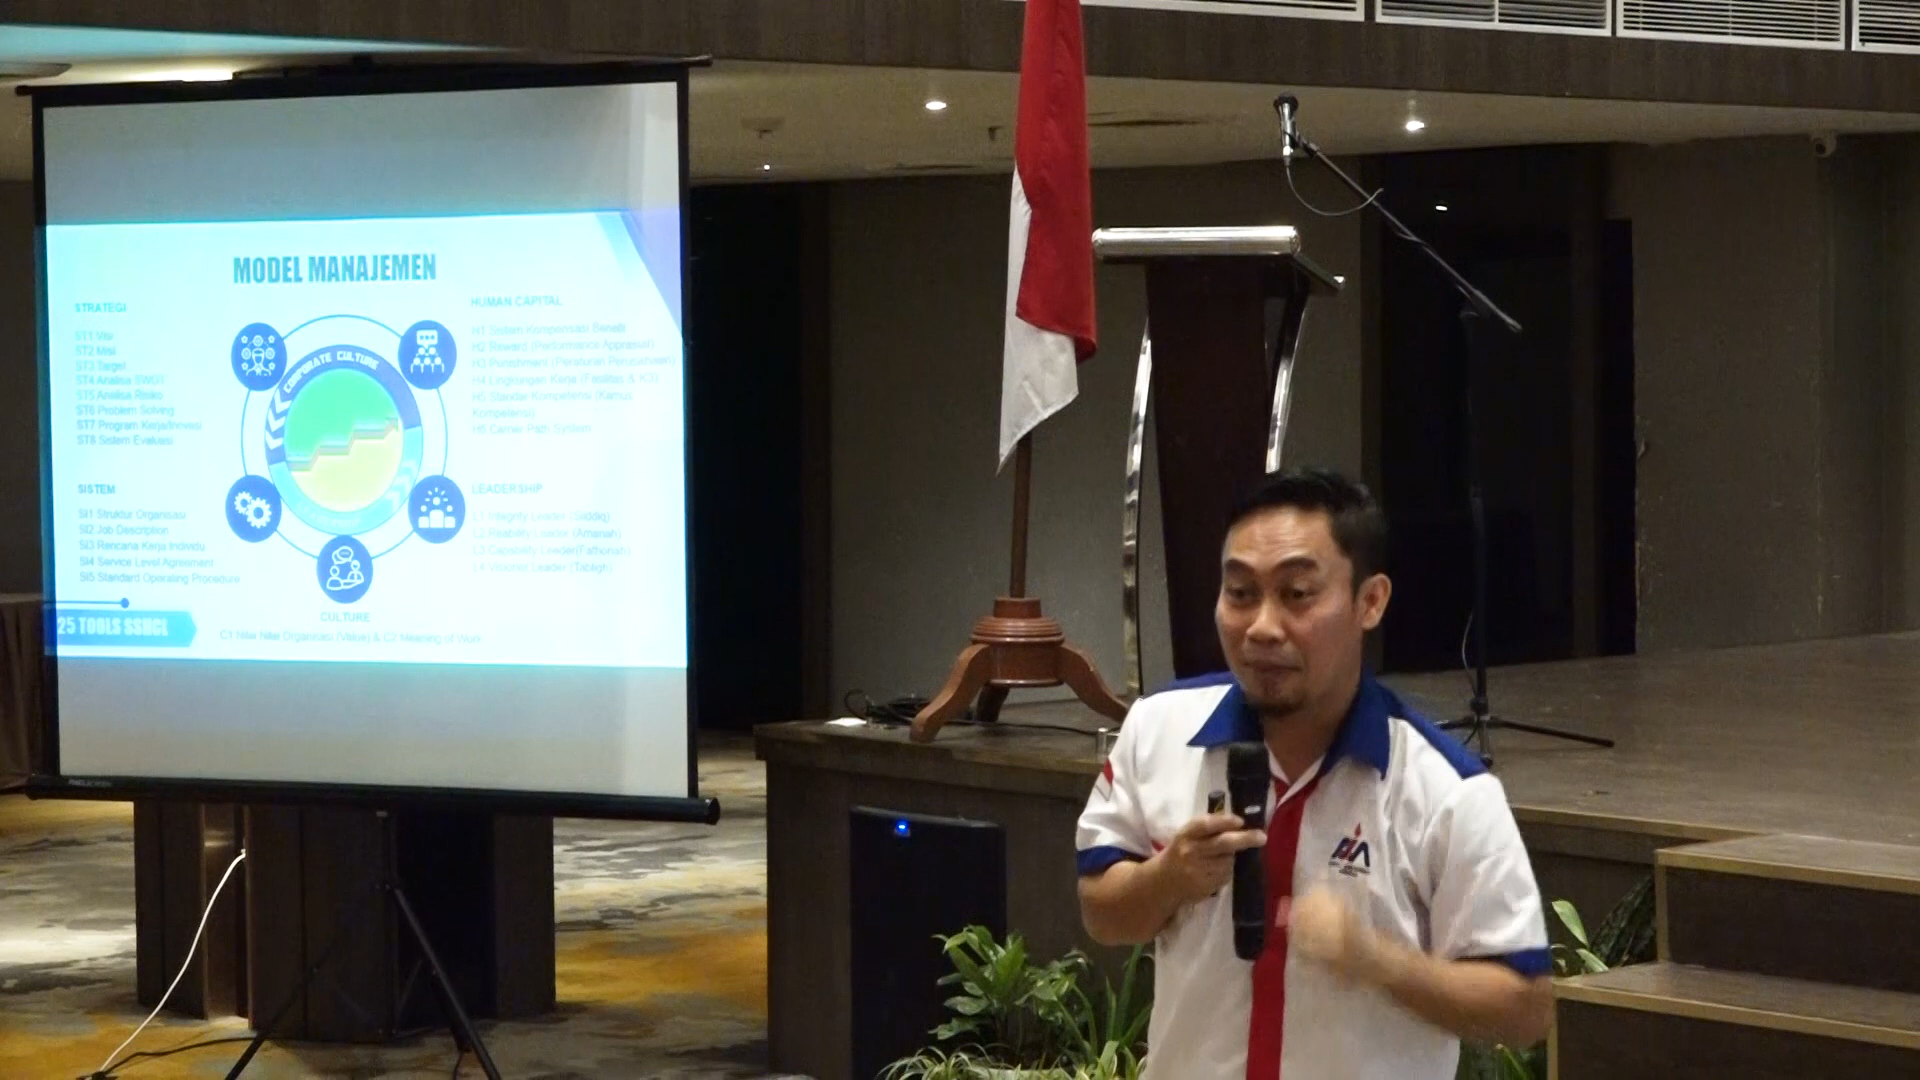 MODEL MANAJEMEN
STRATEGI
ST1 Visi
ST2 Misi
ST3 Target
ST4 Analisa SWOT
ST5 Analisa Risiko
ST6 Problem Solving
ST7 Program Kerja/Inovasi
ST8 Sistem Evaluasi
SISTEM
SI1 Struktur Organisasi
SI2 Job Description
SI3 Rencana Kerja Individu
SI4 Service Level Agreement
SI5 Standard Operating Procedure
25 TOOLS SSHCL
CORPORATE CULTURE
HUMAN CAPITAL
H1 Sistem Kompensasi Benefit
H2 Reward (Performance Appraisal)
H3 Punishment (Peraturan Perusahaan)
H4 Lingkungan Kerja (Fasilitas & K3)
H5 Standar Kompetensi (Kamus
Kompetensi)
H6 Carrier Path System
LEADERSHIP
L1 Integrity Leader (Siddiq)
L2 Reability Leader (Amanah)
L3 Capability Leader(Fathonah)
L4 Visioner Leader (Tabligh)
CULTURE
C1 Nilai Nilai Organisasi (Value) & C2 Meaning of Work